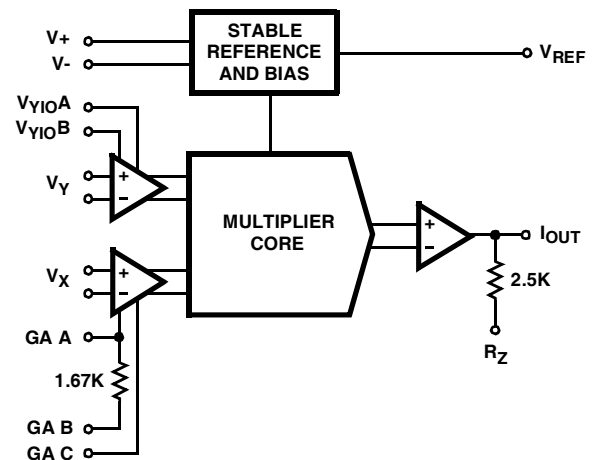 V+
V-
STABLE
REFERENCE
AND BIAS
VREF
VYIOA
VYIOB
VY
+
−
MULTIPLIER
CORE
+
−
IOUT
2.5K
RZ
VX
+
−
GA A
1.67K
GA B
GA C